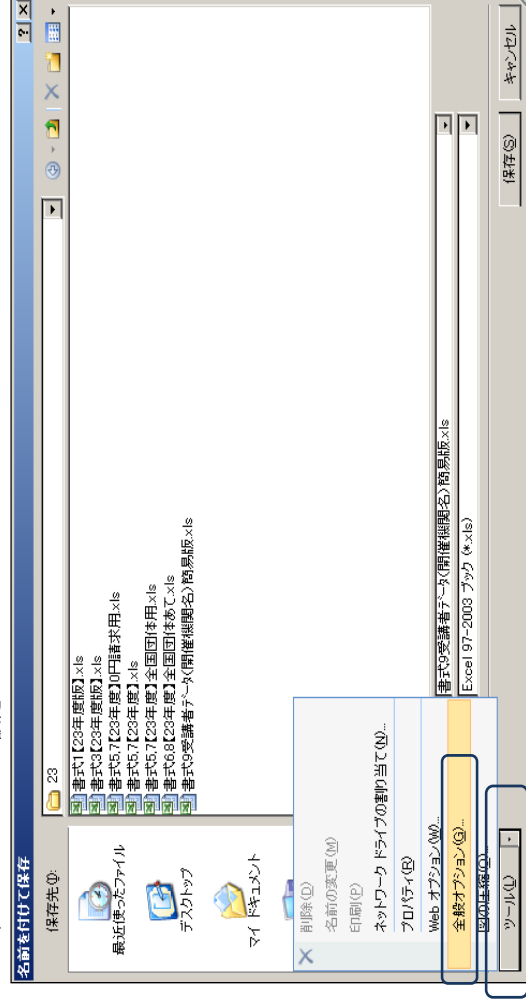 名前を付けて保存
保存先(I):
23
最近使ったファイル
デスクトップ
マイ ドキュメント
書式1【23年度版】.xls
書式3【23年度版】.xls
書式5,7【23年度】0円請求用.xls
書式5,7【23年度】.xls
書式5,7【23年度】全国団体用.xls
書式6,8【23年度】全国団体あて.xls
書式9受講者データ(開催機関名)簡易版.xls
削除(D)
名前の変更(M)
印刷(P)
ネットワーク ドライブの割り当て(N)...
プロパティ(R)
Web オプション(W)...
全般オプション(G)...
図の圧縮(O)...
書式9受講者データ(開催機関名)簡易版.xls
Excel 97-2003 ブック (*.xls)
ツール(L)
保存(S)
キャンセル